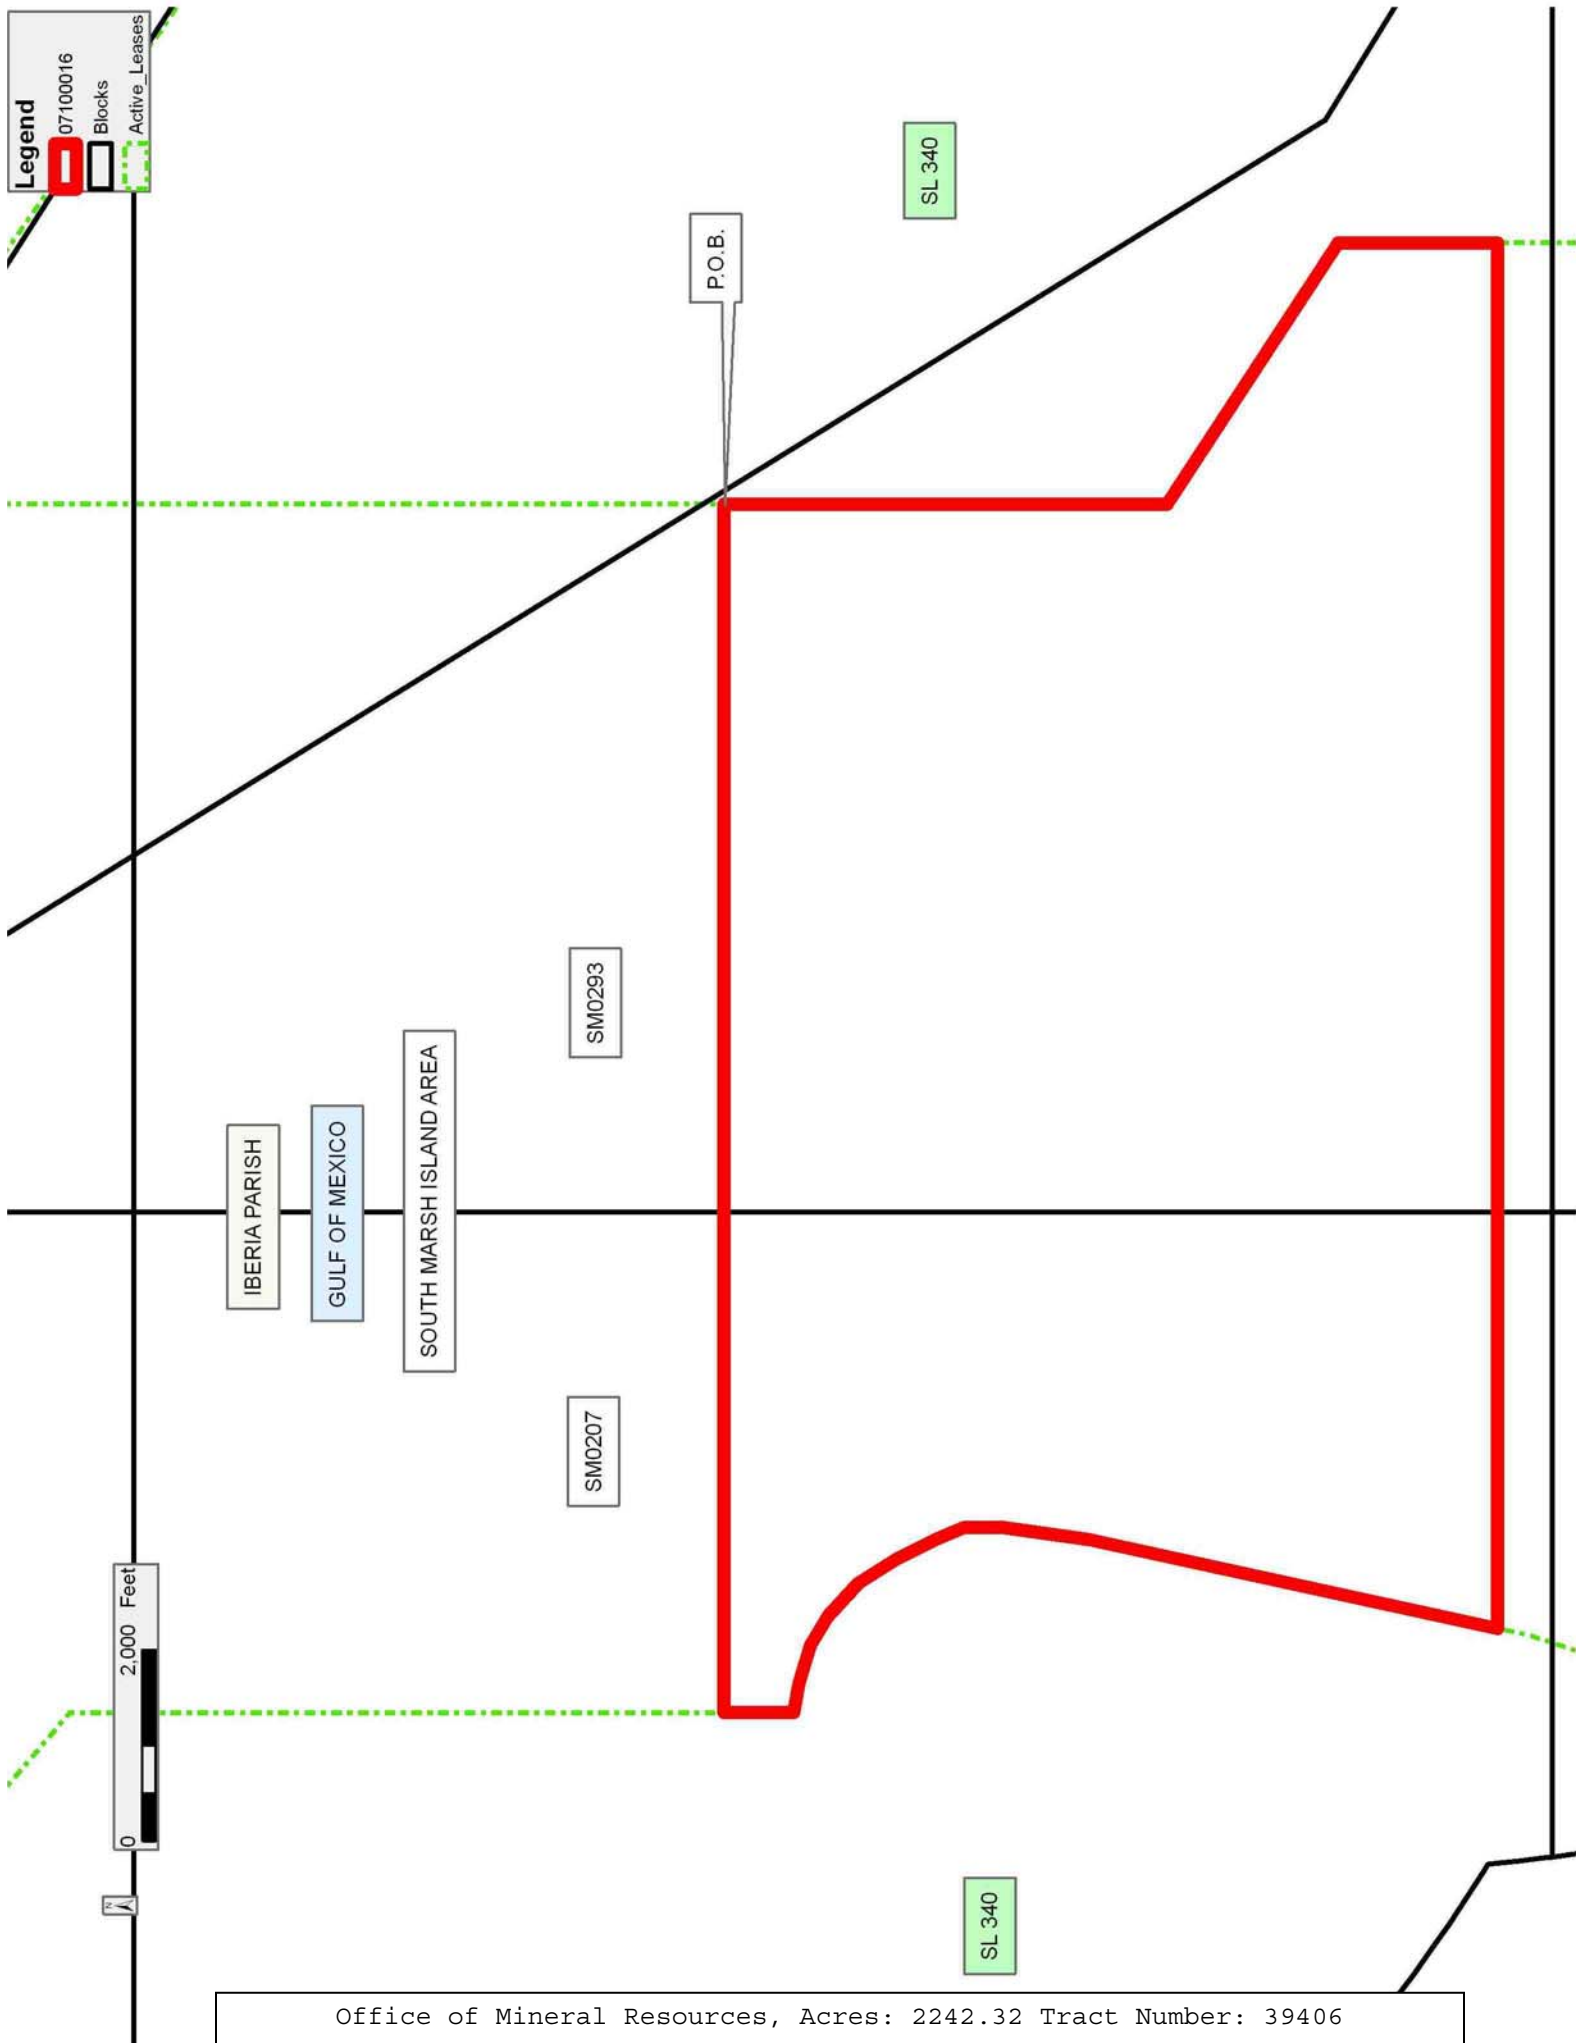 Legend
07100016
Blocks
Active_Leases
P.O.B.
SL 340
SM0293
IBERIA PARISH
GULF OF MEXICO
SOUTH MARSH ISLAND AREA
SM0207
0 2,000 Feet
N
SL 340
Office of Mineral Resources, Acres: 2242.32 Tract Number: 39406